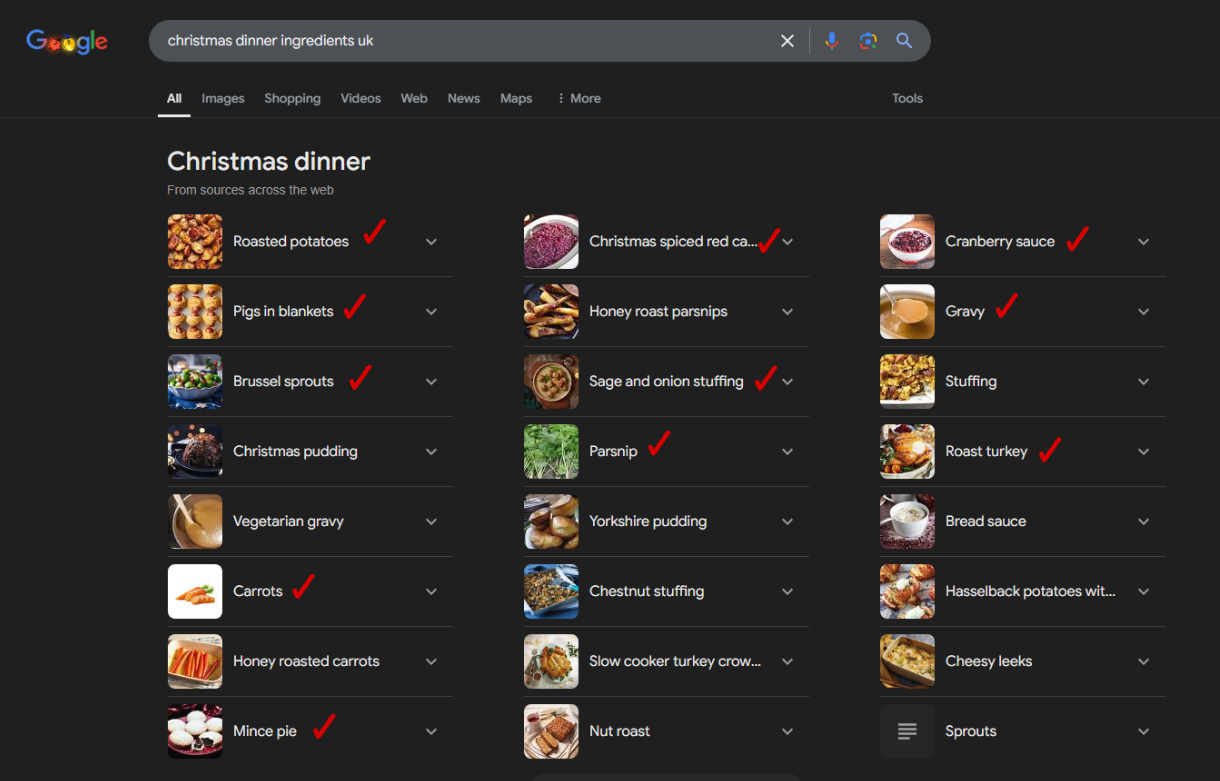 Google
christmas dinner ingredients uk
All Images Shopping Videos Web News Maps More Tools
Christmas dinner
From sources across the web
Roasted potatoes
Christmas spiced red ca...
Cranberry sauce
Pigs in blankets
Honey roast parsnips
Gravy
Brussel sprouts
Sage and onion stuffing
Stuffing
Christmas pudding
Parsnip
Roast turkey
Vegetarian gravy
Yorkshire pudding
Bread sauce
Carrots
Chestnut stuffing
Hasselback potatoes wit...
Honey roasted carrots
Slow cooker turkey crow...
Cheesy leeks
Mince pie
Nut roast
Sprouts